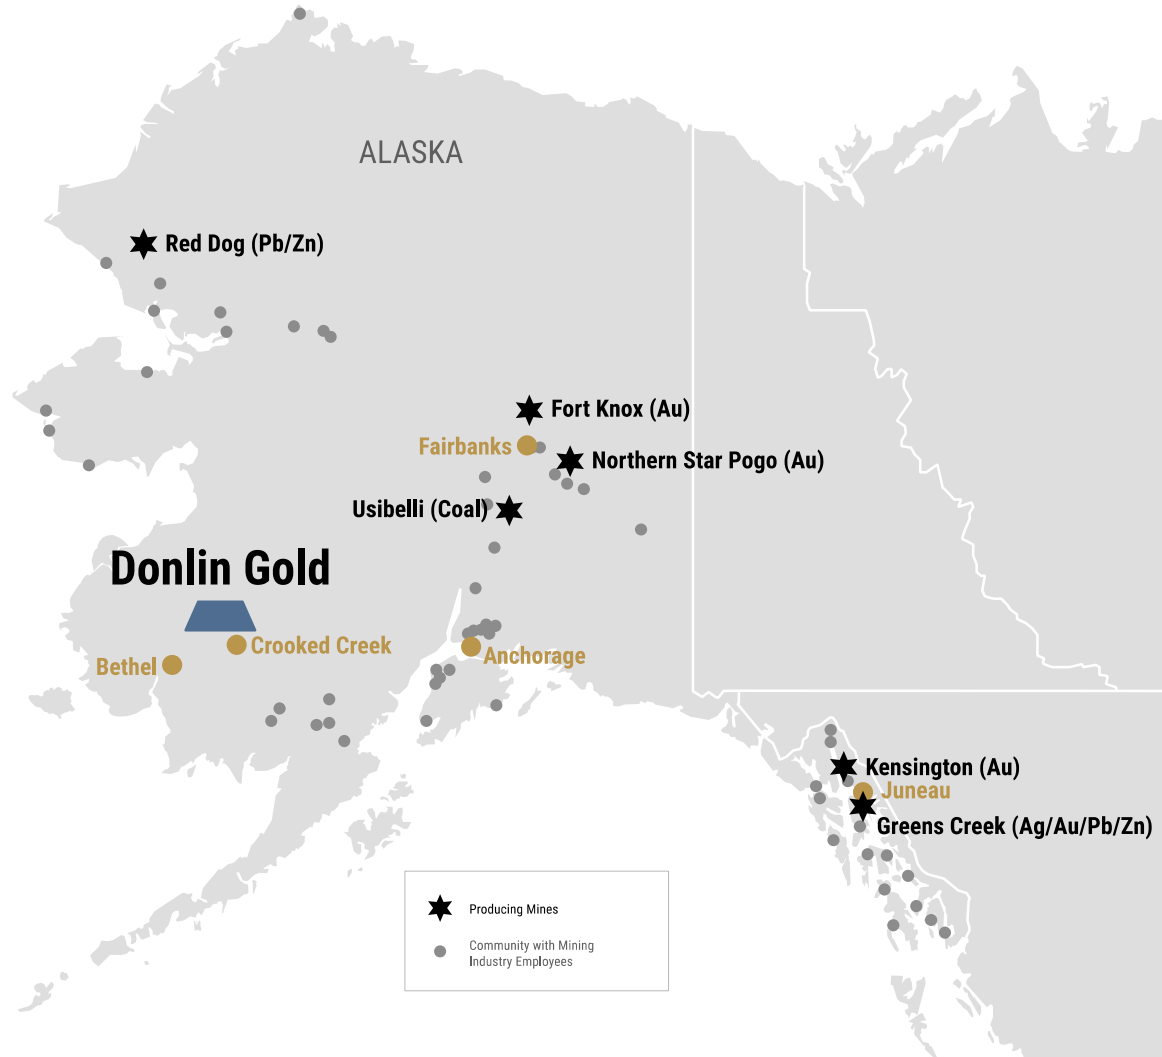 ALASKA
Red Dog (Pb/Zn)
Fort Knox (Au)
Fairbanks
Northern Star Pogo (Au)
Usibelli (Coal)
Donlin Gold
Crooked Creek
Bethel
Anchorage
Kensington (Au)
Juneau
Greens Creek (Ag/Au/Pb/Zn)
Producing Mines
Community with Mining
Industry Employees